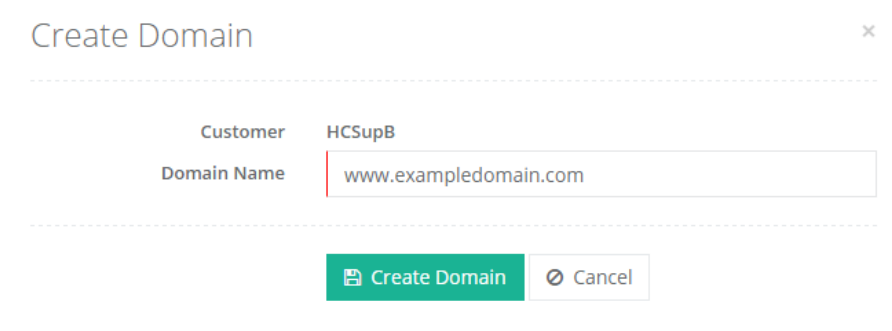 Create Domain ×
Customer HCSupB
Domain Name www.exampledomain.com
Create Domain Cancel